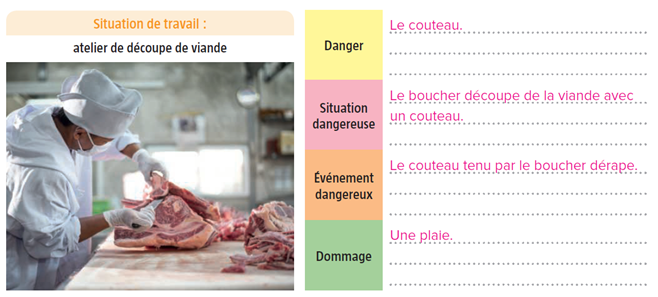 Situation de travail :
atelier de découpe de viande
Danger
Le couteau.
Situation
dangereuse
Le boucher découpe de la viande avec
un couteau.
Événement
dangereux
Le couteau tenu par le boucher dérape.
Dommage
Une plaie.